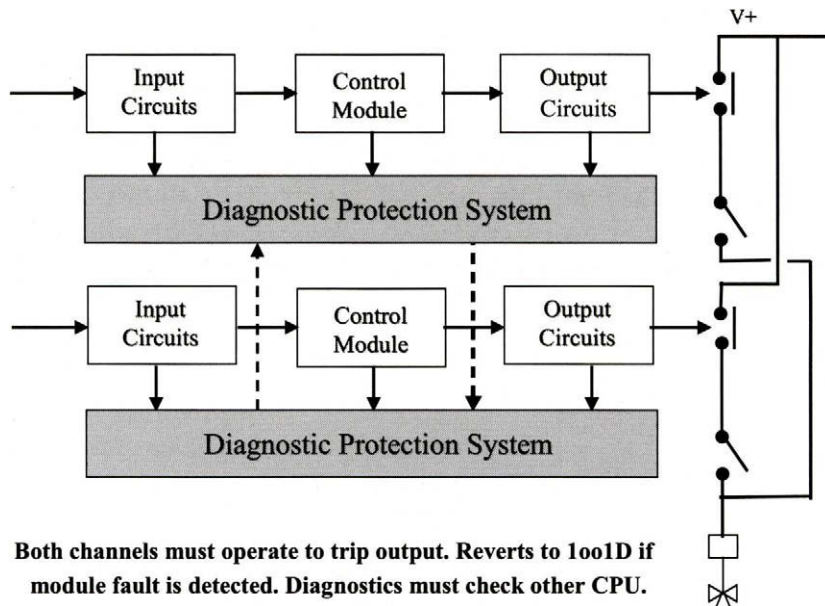 V+
Input
Circuits
Control
Module
Output
Circuits
Diagnostic Protection System
Input
Circuits
Control
Module
Output
Circuits
Diagnostic Protection System
Both channels must operate to trip output. Reverts to 1oo1D if
module fault is detected. Diagnostics must check other CPU.